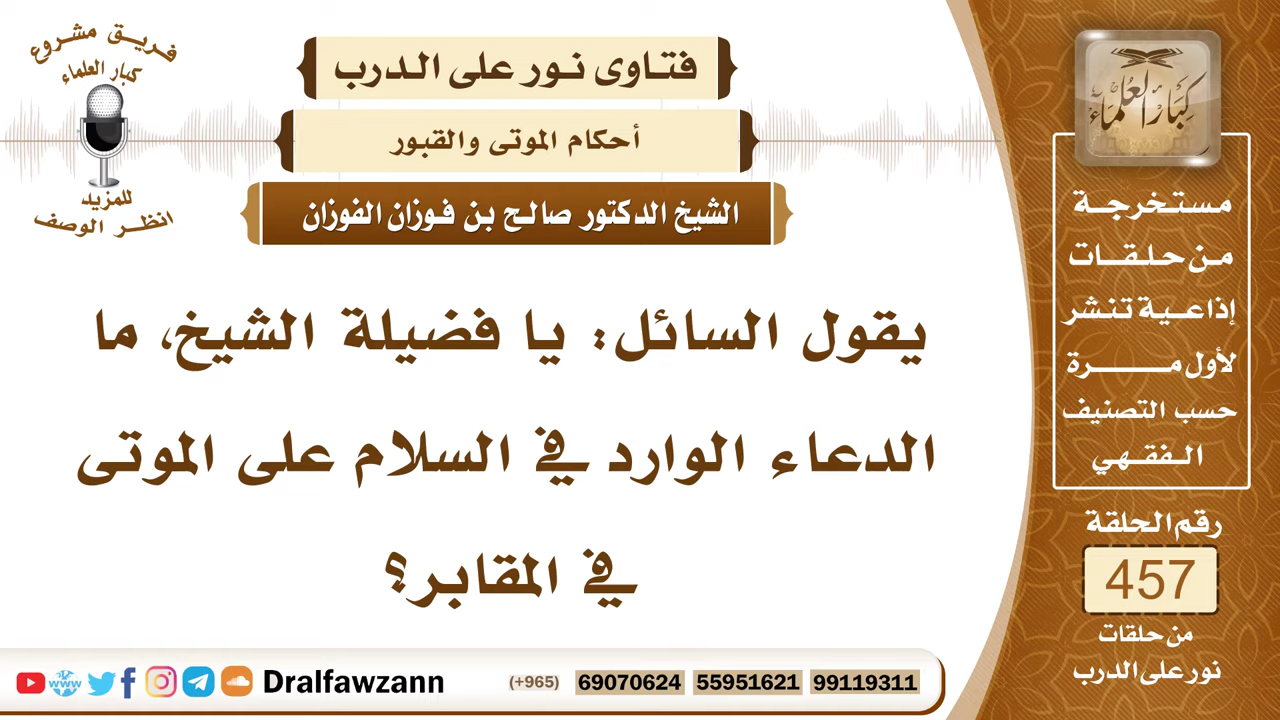 فريق مشروع
كبار العلماء
للمزيد
انظر الوصف
فتاوى نور على الدرب
أحكام الموتى والقبور
الشيخ الدكتور صالح بن فوزان الفوزان
يقول السائل: يا فضيلة الشيخ، ما
الدعاء الوارد في السلام على الموتى
في المقابر؟
كبار العلماء
مستخرجة
من حلقات
إذاعية تنشر
لأول مرة
حسب التصنيف
الفقهي
رقم الحلقة
457
من حلقات
نور على الدرب
www Dralfawzann (+965) 69070624 55951621 99119311